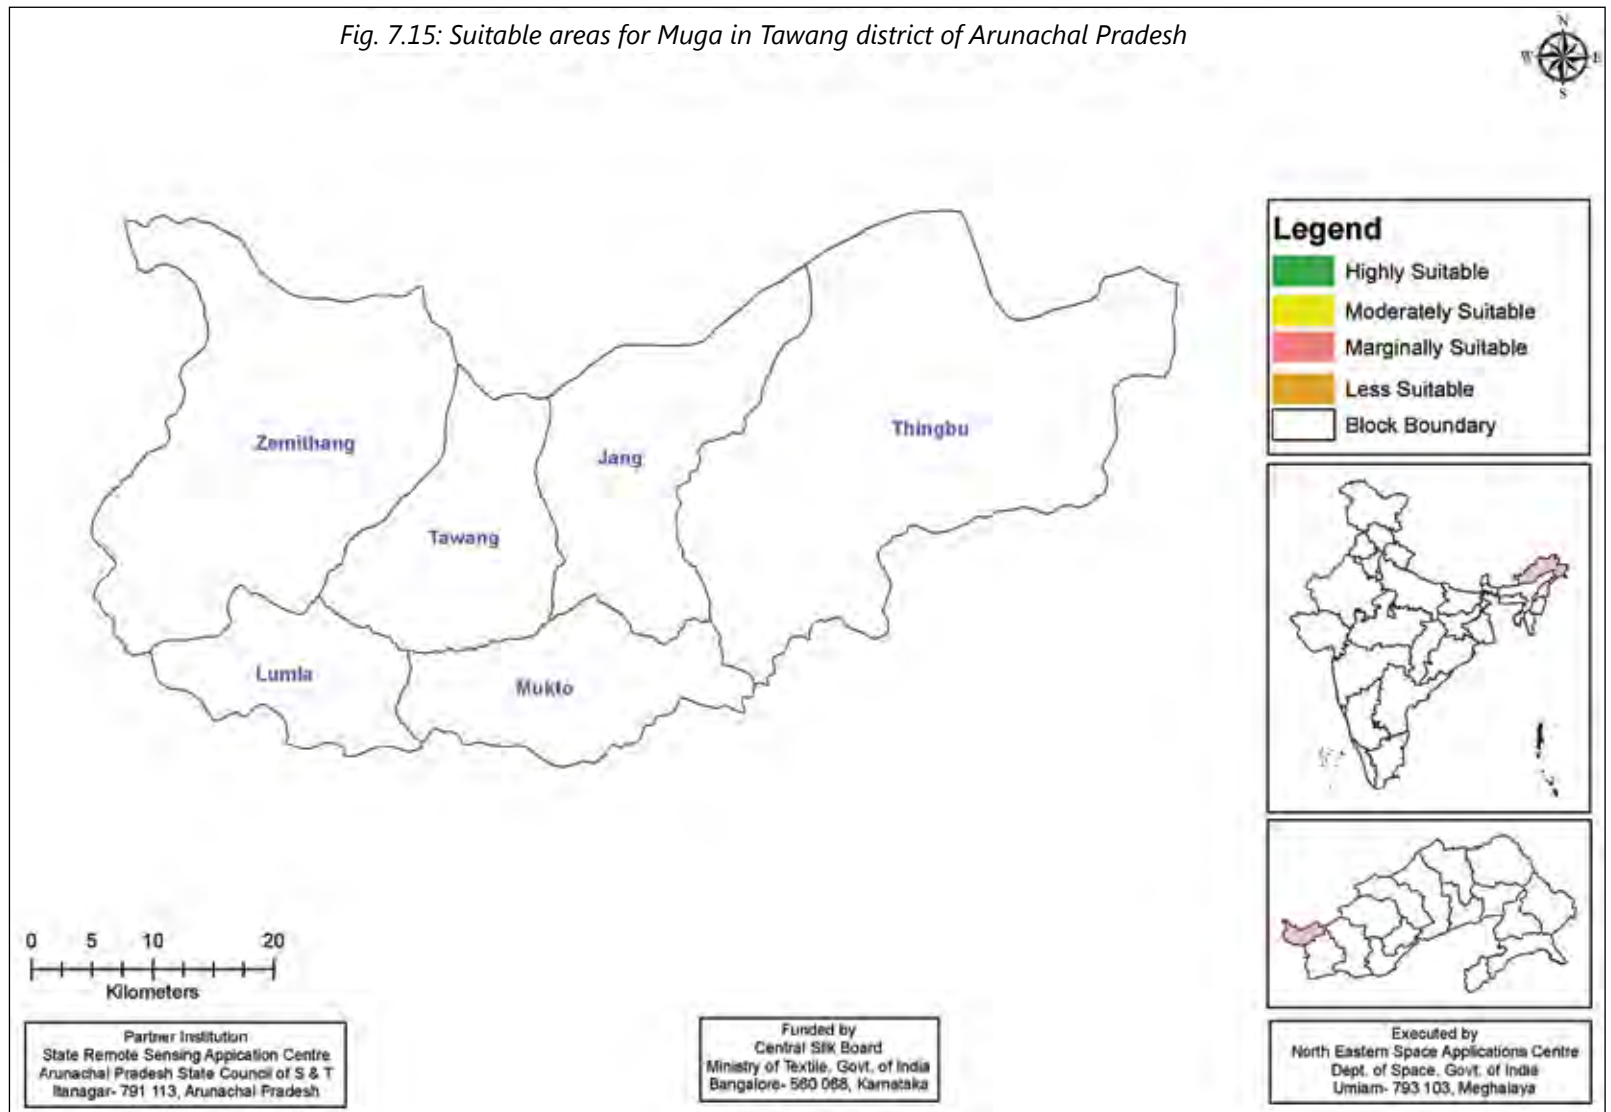 Fig. 7.15: Suitable areas for Muga in Tawang district of Arunachal Pradesh
N
W
E
S
Legend
Highly Suitable
Moderately Suitable
Marginally Suitable
Less Suitable
Block Boundary
Zemithang
Tawang
Jang
Thingbu
Lumla
Mukto
0 5 10 20
Kilometers
Partner Institution
State Remote Sensing Appication Centre
Arunachal Pradesh State Council of S & T
Itanagar- 791 113, Arunachal Pradesh
Funded by
Central Silk Board
Ministry of Textile, Govt. of India
Bangalore- 560 068, Karnataka
Executed by
North Eastern Space Applications Centre
Dept. of Space, Govt. of India
Umiam- 793 103, Meghalaya